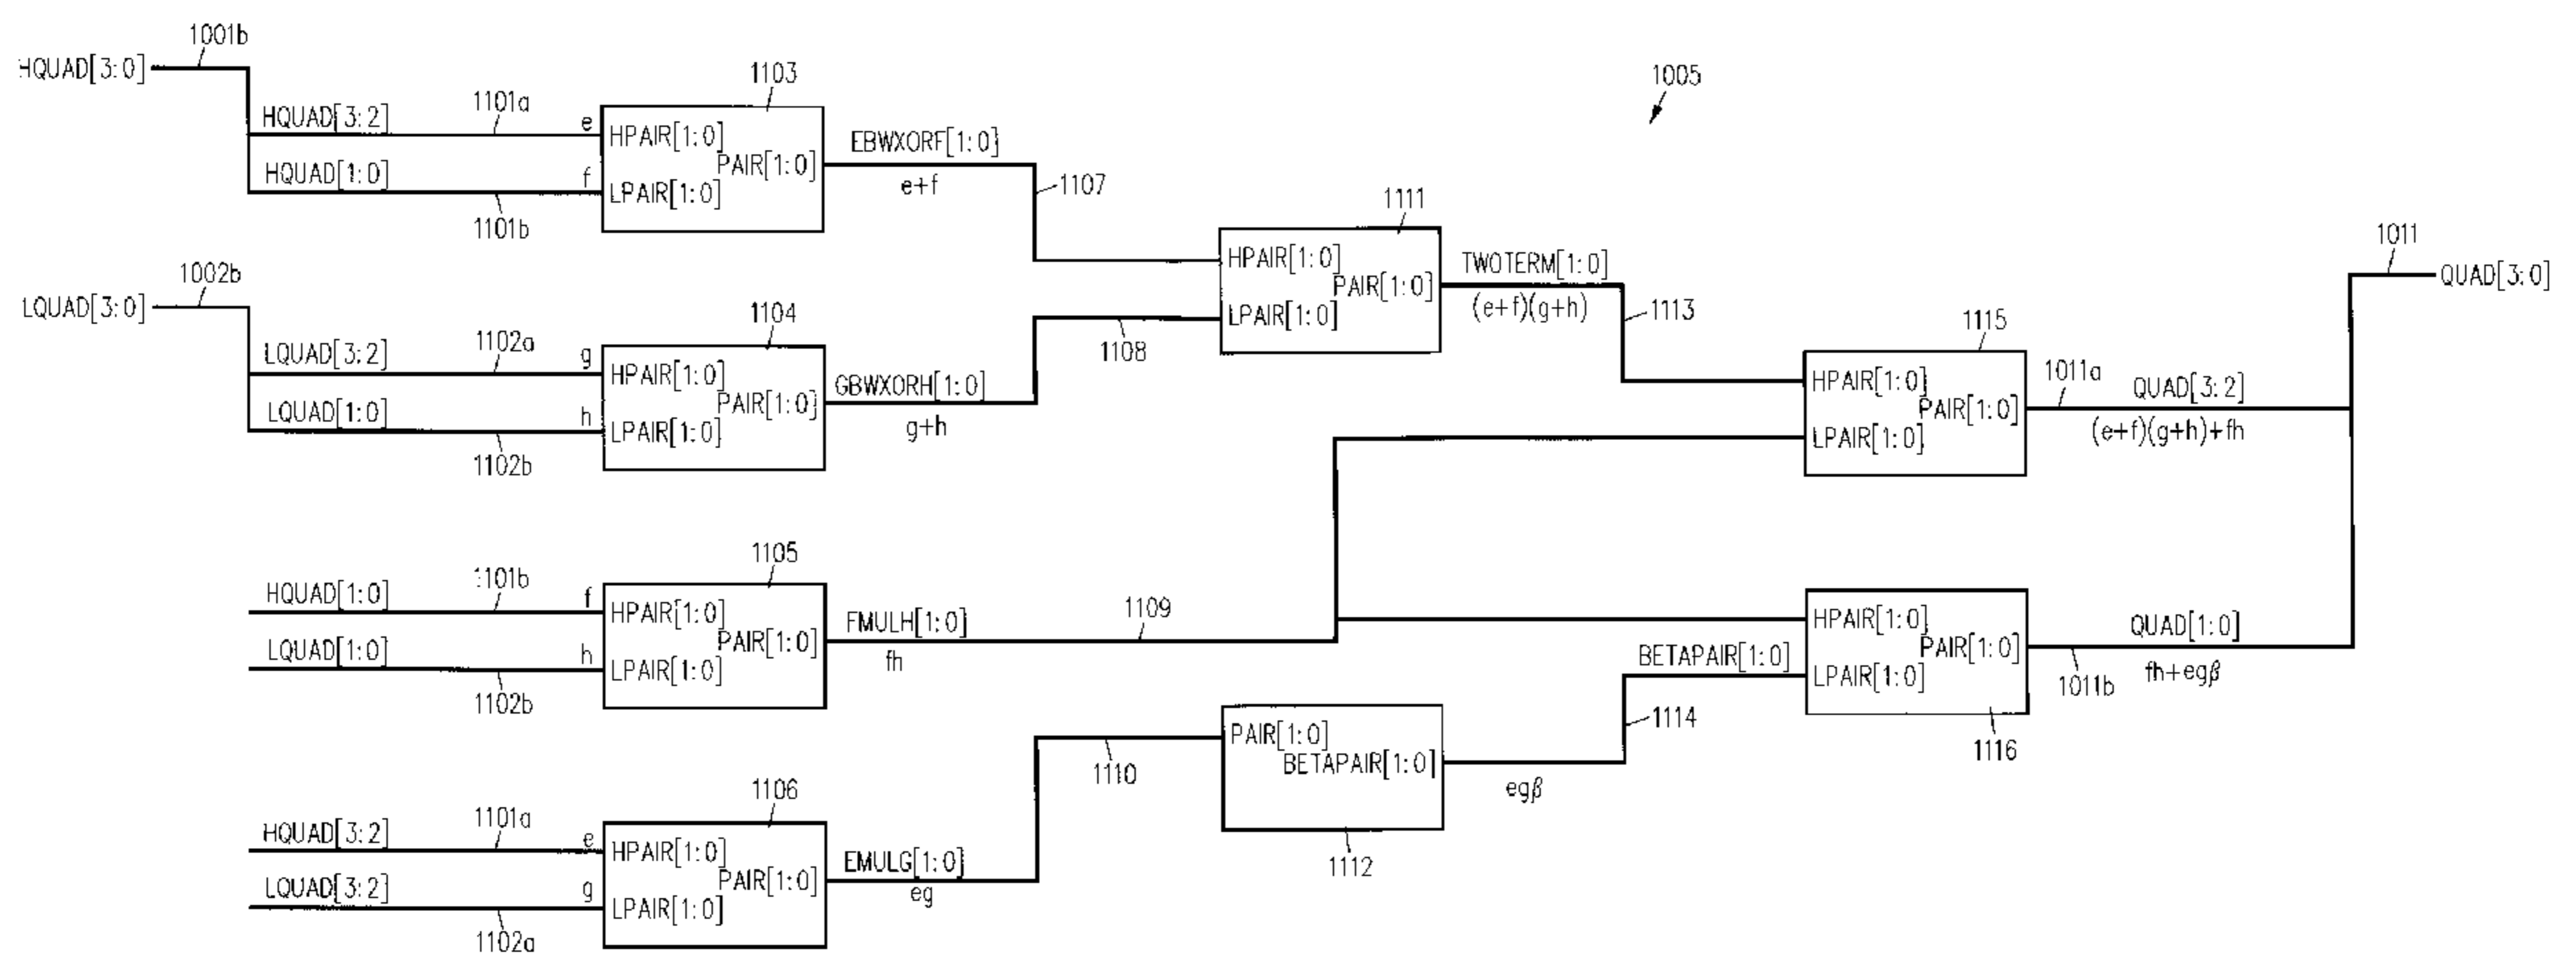 1001b
HQUAD[3:0]
HQUAD[3:2]
1101a
e
HQUAD[1:0]
f
1101b
1103
HPAIR[1:0]
PAIR[1:0]
LPAIR[1:0]
EBWXORF[1:0]
e+f
1107
1005
1002b
LQUAD[3:0]
LQUAD[3:2]
1102a
g
LQUAD[1:0]
h
1102b
1104
HPAIR[1:0]
PAIR[1:0]
LPAIR[1:0]
GBWXORH[1:0]
g+h
1108
1111
HPAIR[1:0]
PAIR[1:0]
LPAIR[1:0]
TWOTERM[1:0]
(e+f)(g+h)
1113
1115
HPAIR[1:0]
PAIR[1:0]
LPAIR[1:0]
1011a
QUAD[3:2]
(e+f)(g+h)+fh
1011
QUAD[3:0]
HQUAD[1:0]
1101b
f
LQUAD[1:0]
h
1102b
1105
HPAIR[1:0]
PAIR[1:0]
LPAIR[1:0]
FMULH[1:0]
fh
1109
BETAPAIR[1:0]
1114
HPAIR[1:0]
PAIR[1:0]
LPAIR[1:0]
1116
QUAD[1:0]
1011b
fh+egβ
HQUAD[3:2]
1101a
e
LQUAD[3:2]
g
1102a
1106
HPAIR[1:0]
PAIR[1:0]
LPAIR[1:0]
EMULG[1:0]
eg
1110
PAIR[1:0]
BETAPAIR[1:0]
1112
egβ